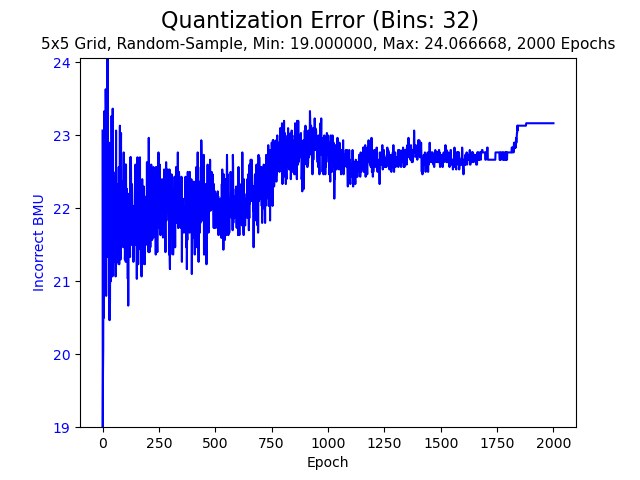 Quantization Error (Bins: 32)
5x5 Grid, Random-Sample, Min: 19.000000, Max: 24.066668, 2000 Epochs
24
23
22
21
20
19
Incorrect BMU
0 250 500 750 1000 1250 1500 1750 2000
Epoch